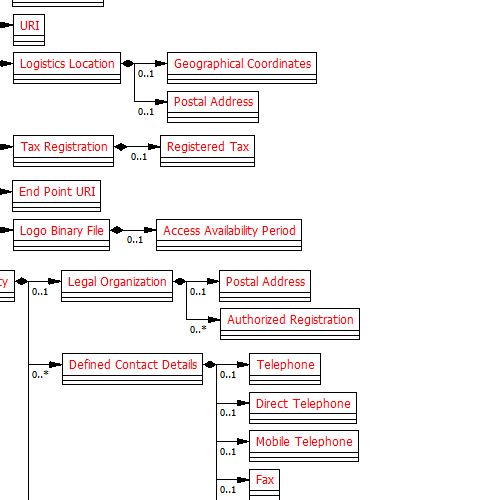 URI
Logistics Location
0..1
Geographical Coordinates
0..1
Postal Address
Tax Registration
0..1
Registered Tax
End Point URI
Logo Binary File
0..1
Access Availability Period
ty
0..1
Legal Organization
0..1
Postal Address
0..*
Authorized Registration
0..*
Defined Contact Details
0..1
Telephone
0..1
Direct Telephone
0..1
Mobile Telephone
0..1
Fax